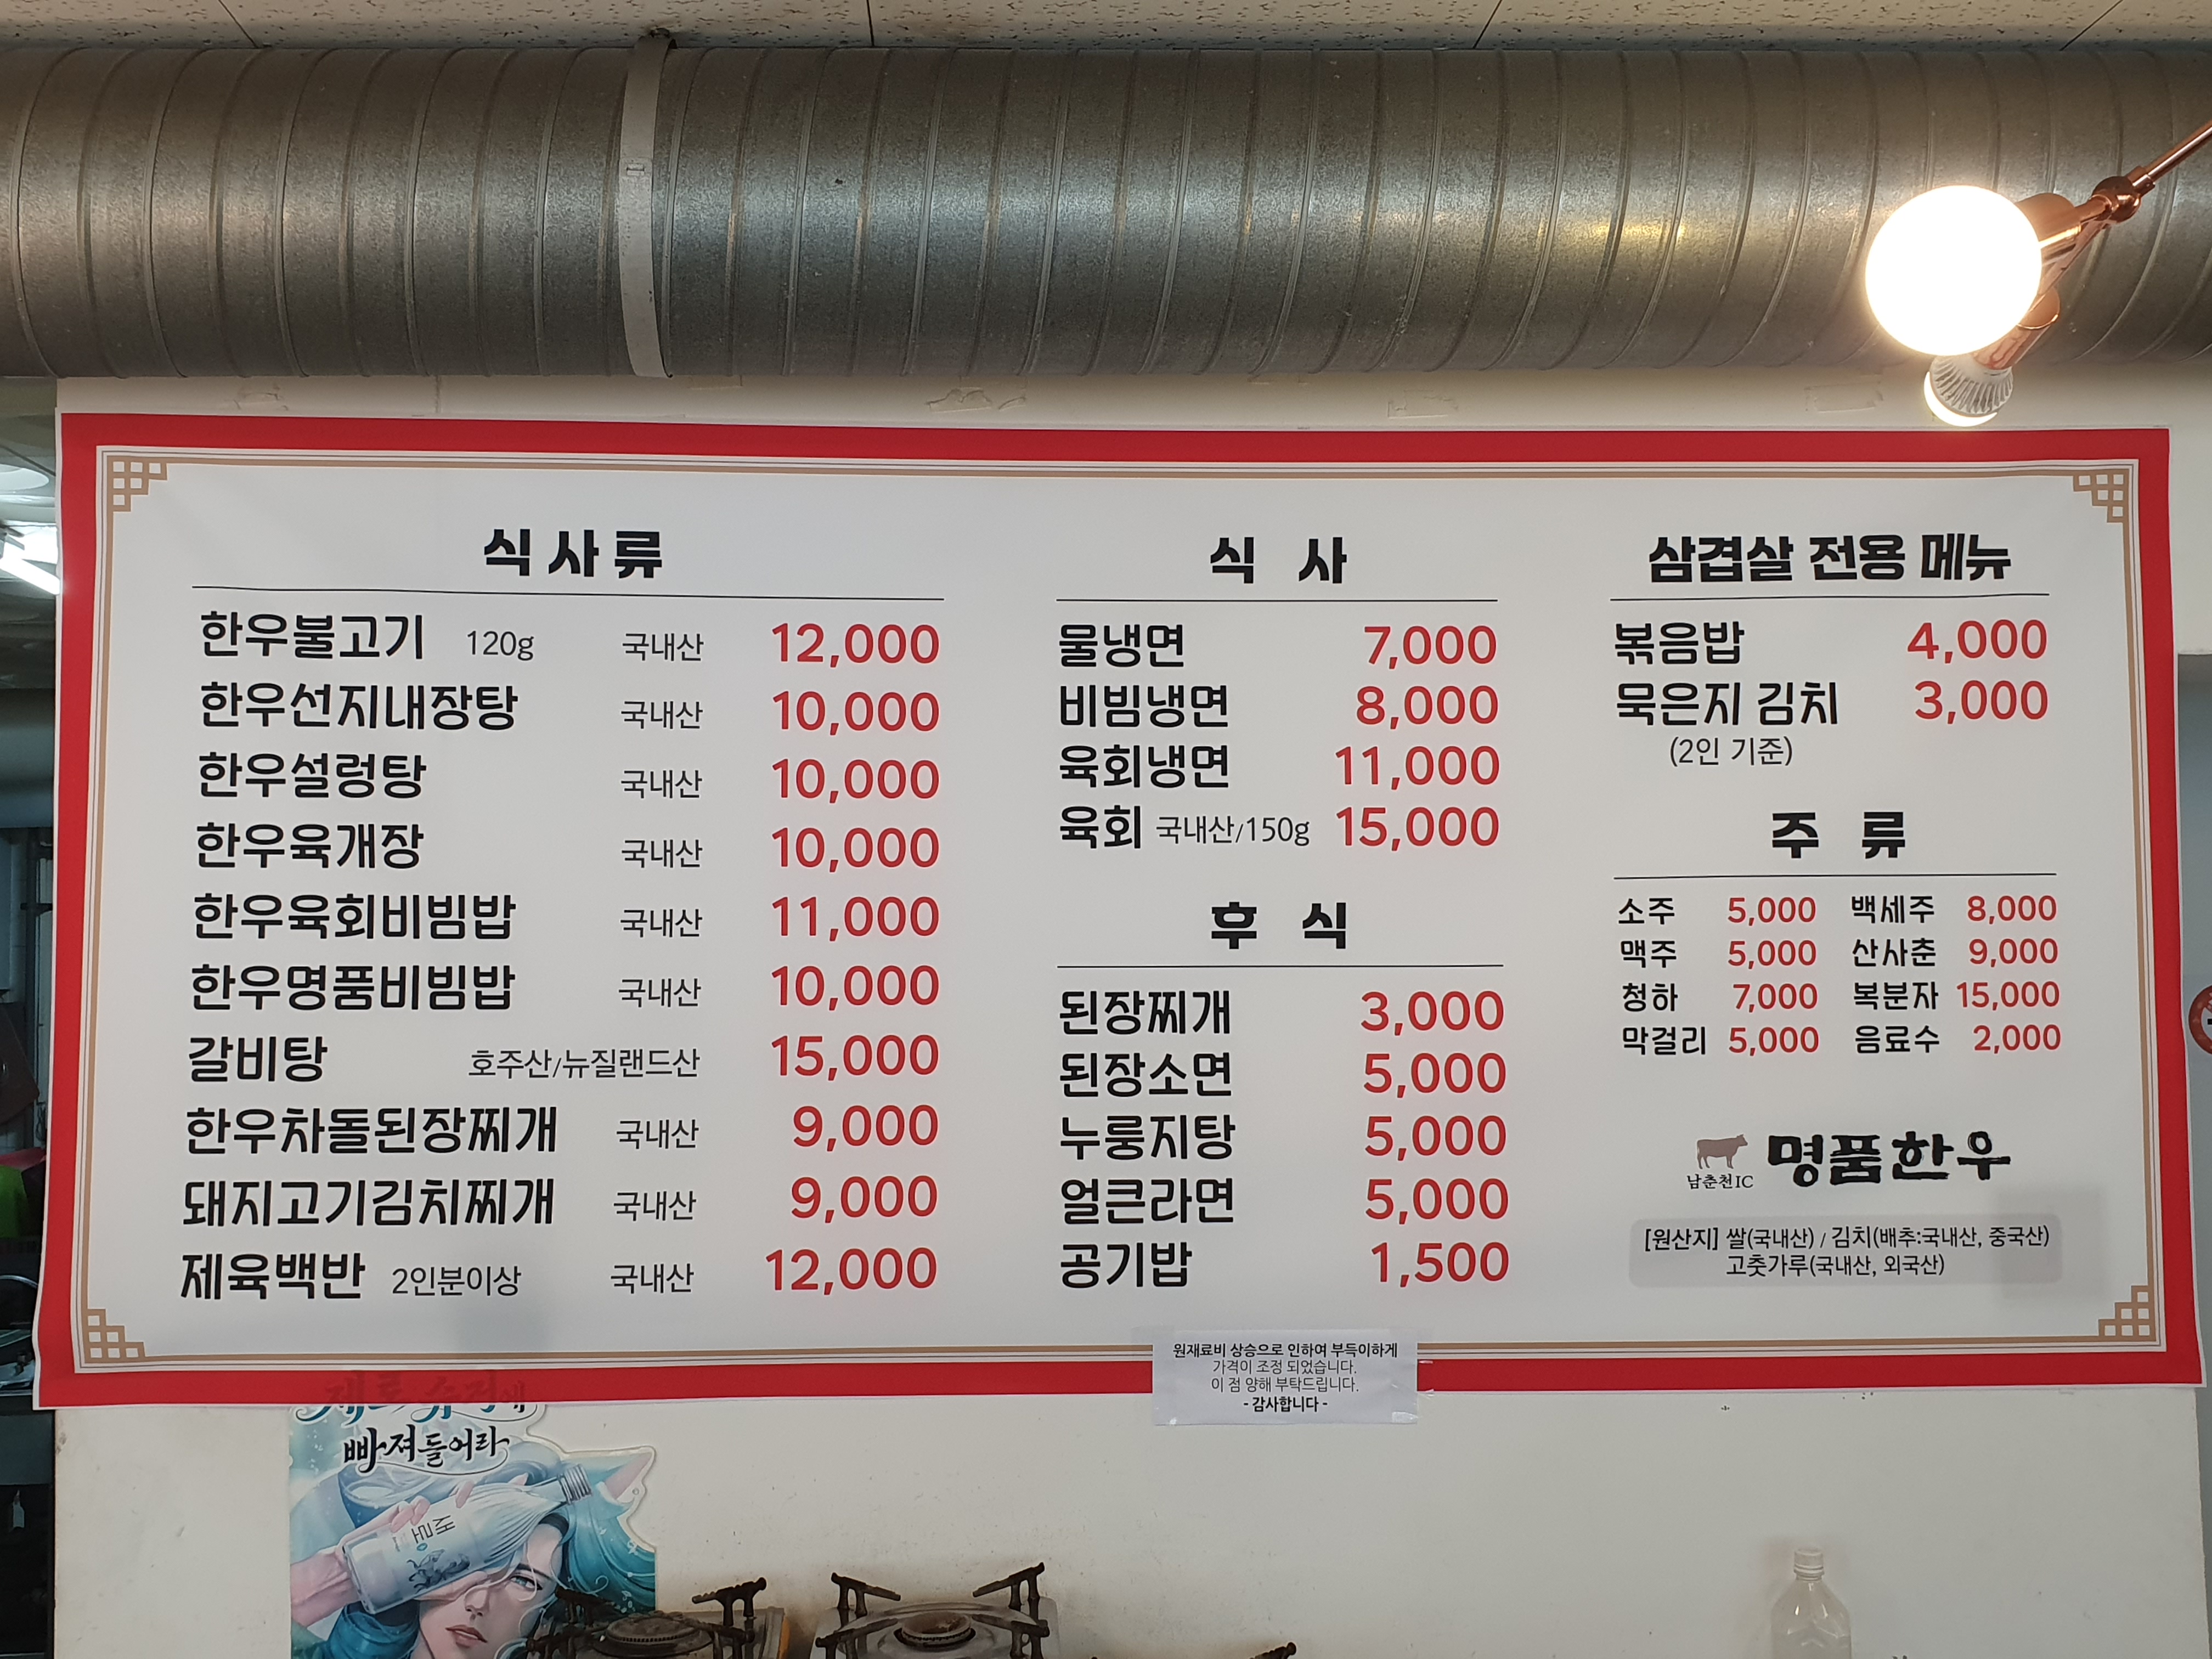 식사류
한우불고기 120g 국내산 12,000
한우선지내장탕 국내산 10,000
한우설렁탕 국내산 10,000
한우육개장 국내산 10,000
한우육회비빔밥 국내산 11,000
한우명품비빔밥 국내산 10,000
갈비탕 호주산/뉴질랜드산 15,000
한우차돌된장찌개 국내산 9,000
돼지고기김치찌개 국내산 9,000
제육백반 2인분이상 국내산 12,000
식 사
물냉면 7,000
비빔냉면 8,000
육회냉면 11,000
육회 국내산/150g 15,000
후 식
된장찌개 3,000
된장소면 5,000
누룽지탕 5,000
얼큰라면 5,000
공기밥 1,500
삼겹살 전용 메뉴
볶음밥 4,000
묵은지 김치 3,000
(2인 기준)
주 류
소주 5,000 백세주 8,000
맥주 5,000 산사춘 9,000
청하 7,000 복분자 15,000
막걸리 5,000 음료수 2,000
남춘천IC 명품한우
[원산지] 쌀(국내산) / 김치(배추:국내산, 중국산)
고춧가루(국내산, 외국산)
원재료비 상승으로 인하여 부득이하게
가격이 조정 되었습니다.
이 점 양해 부탁드립니다.
- 감사합니다 -
제로 슈거에
빠져들어라
새로